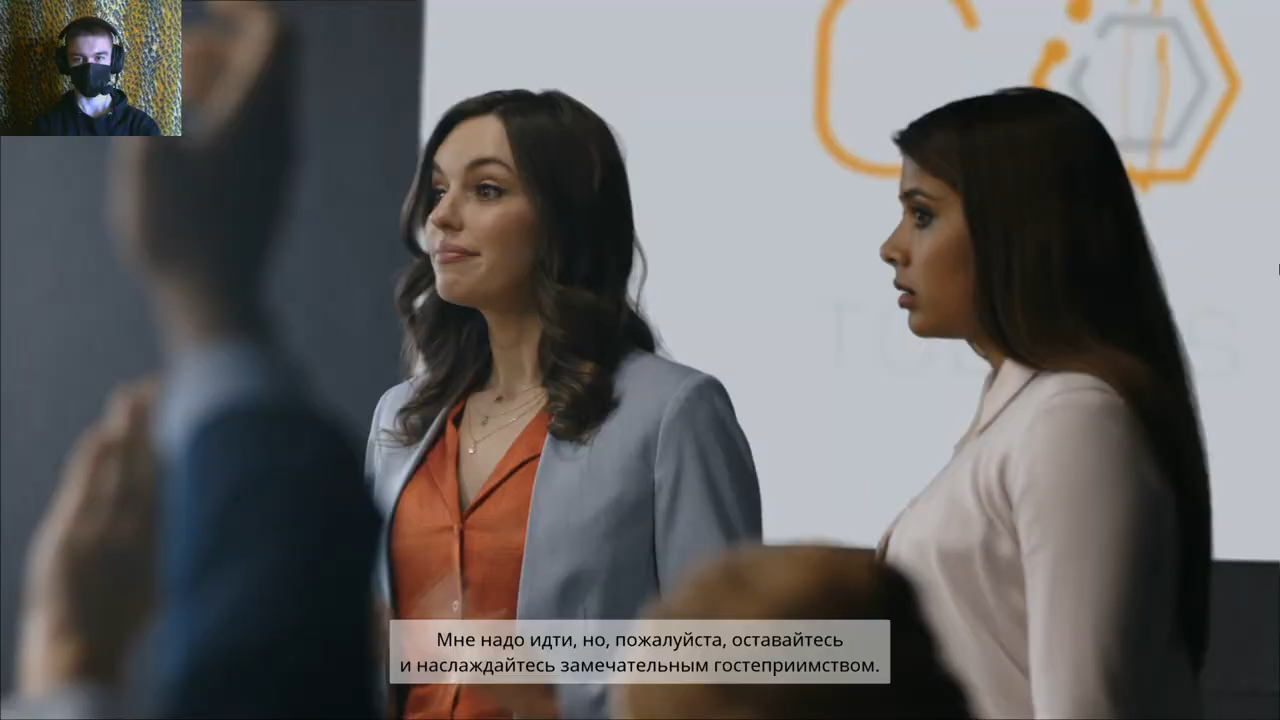 Мне надо идти, но, пожалуйста, оставайтесь
и наслаждайтесь замечательным гостеприимством.